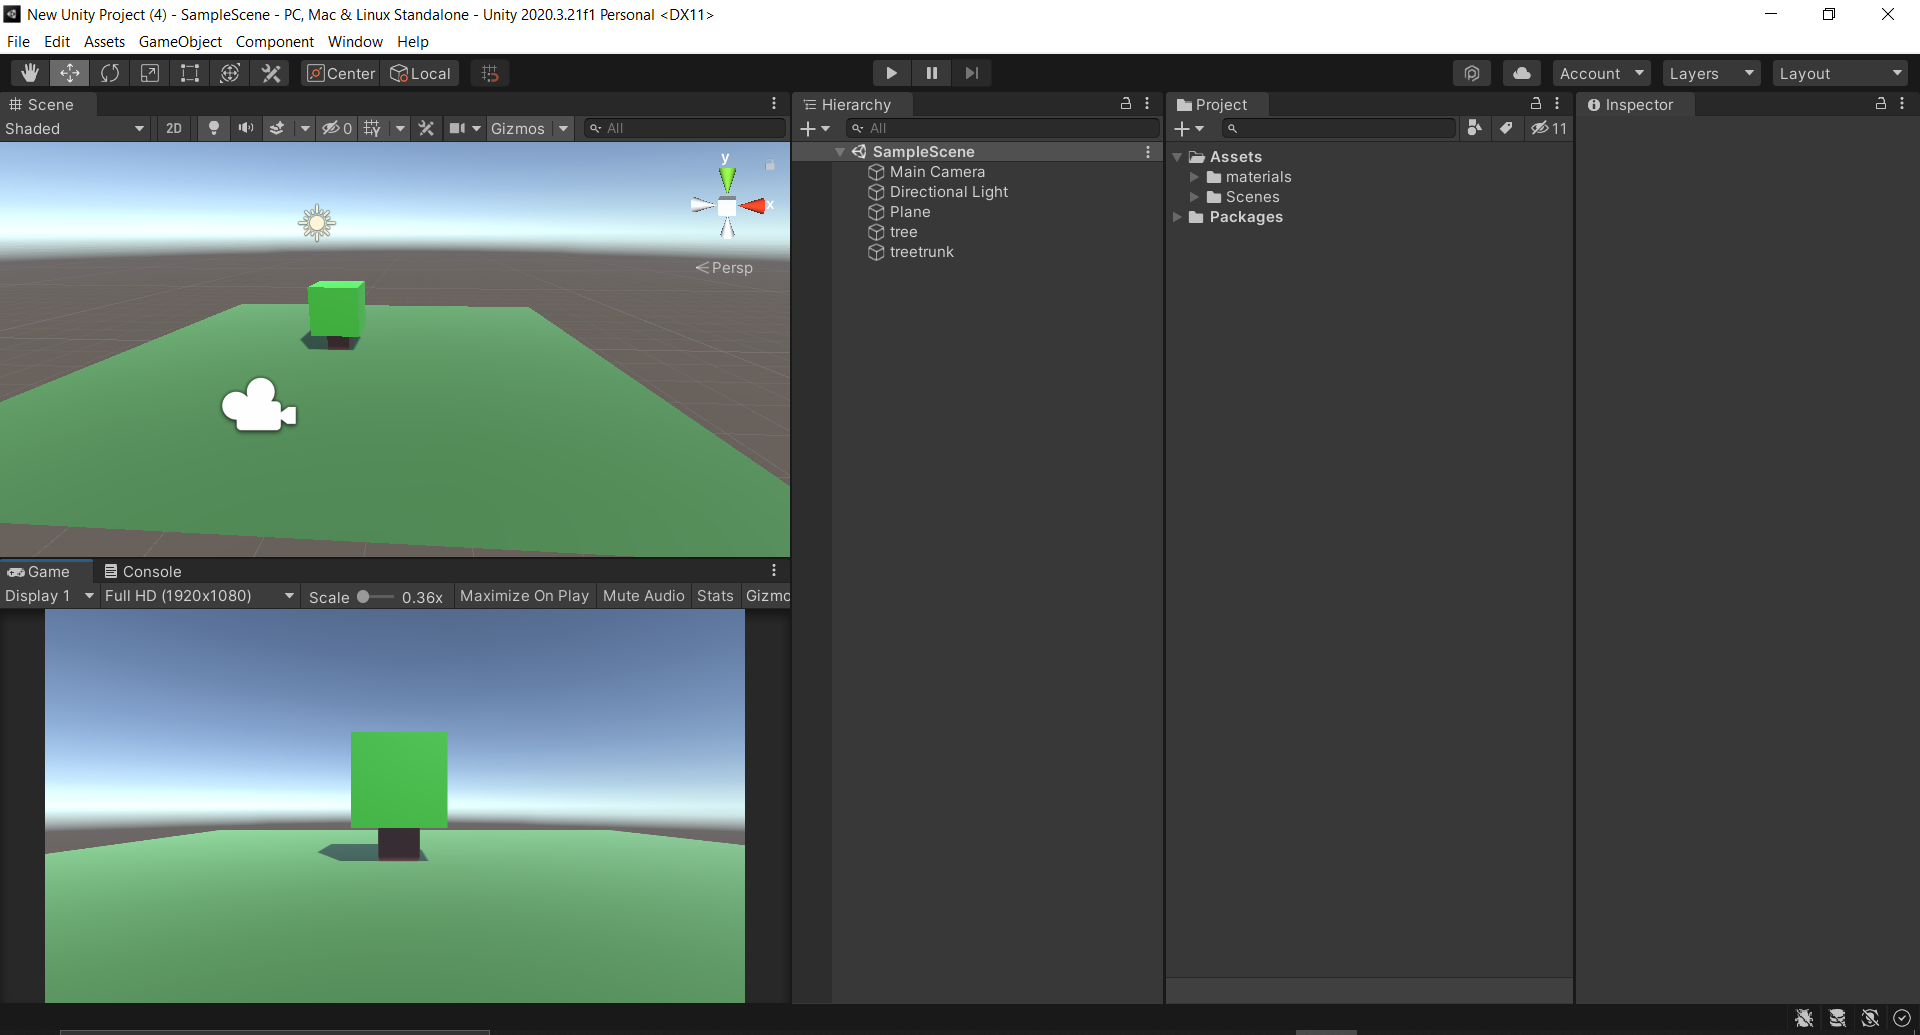 New Unity Project (4) - SampleScene - PC, Mac & Linux Standalone - Unity 2020.3.21f1 Personal <DX11>
File Edit Assets GameObject Component Window Help
Center Local Account Layers Layout
Scene
Shaded 2D 0 Gizmos All
y
x
Persp
Game Console
Display 1 Full HD (1920x1080) Scale 0.36x Maximize On Play Mute Audio Stats Gizmo
Hierarchy
All
SampleScene
Main Camera
Directional Light
Plane
tree
treetrunk
Project
11
Assets
materials
Scenes
Packages
Inspector